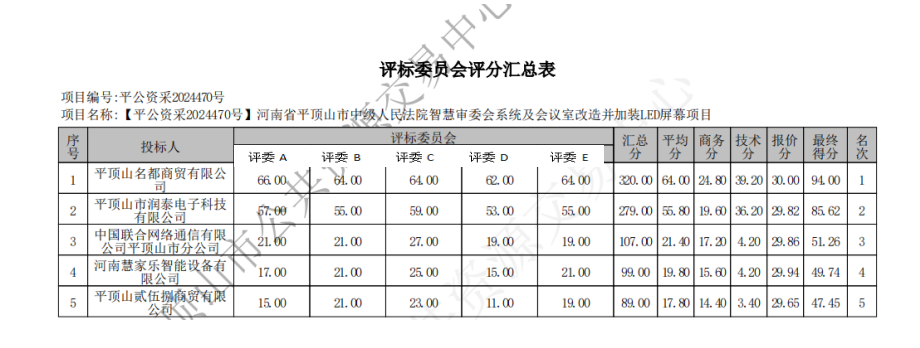 评标委员会评分汇总表
项目编号:平公资采2024470号
项目名称:【平公资采2024470号】河南省平顶山市中级人民法院智慧审委会系统及会议室改造并加装LED屏幕项目
序号 投标人 评标委员会 汇总分 平均分 商务分 技术分 报价分 最终得分 名次
评委 A 评委 B 评委 C 评委 D 评委 E
1 平顶山名都商贸有限公司 66.00 64.00 64.00 62.00 64.00 320.00 64.00 24.80 39.20 30.00 94.00 1
2 平顶山市润泰电子科技有限公司 57.00 55.00 59.00 53.00 55.00 279.00 55.80 19.60 36.20 29.82 85.62 2
3 中国联合网络通信有限公司平顶山市分公司 21.00 21.00 27.00 19.00 19.00 107.00 21.40 17.20 4.20 29.86 51.26 3
4 河南慧家乐智能设备有限公司 17.00 21.00 25.00 15.00 21.00 99.00 19.80 15.60 4.20 29.94 49.74 4
5 平顶山贰伍捌商贸有限公司 15.00 21.00 23.00 11.00 19.00 89.00 17.80 14.40 3.40 29.65 47.45 5